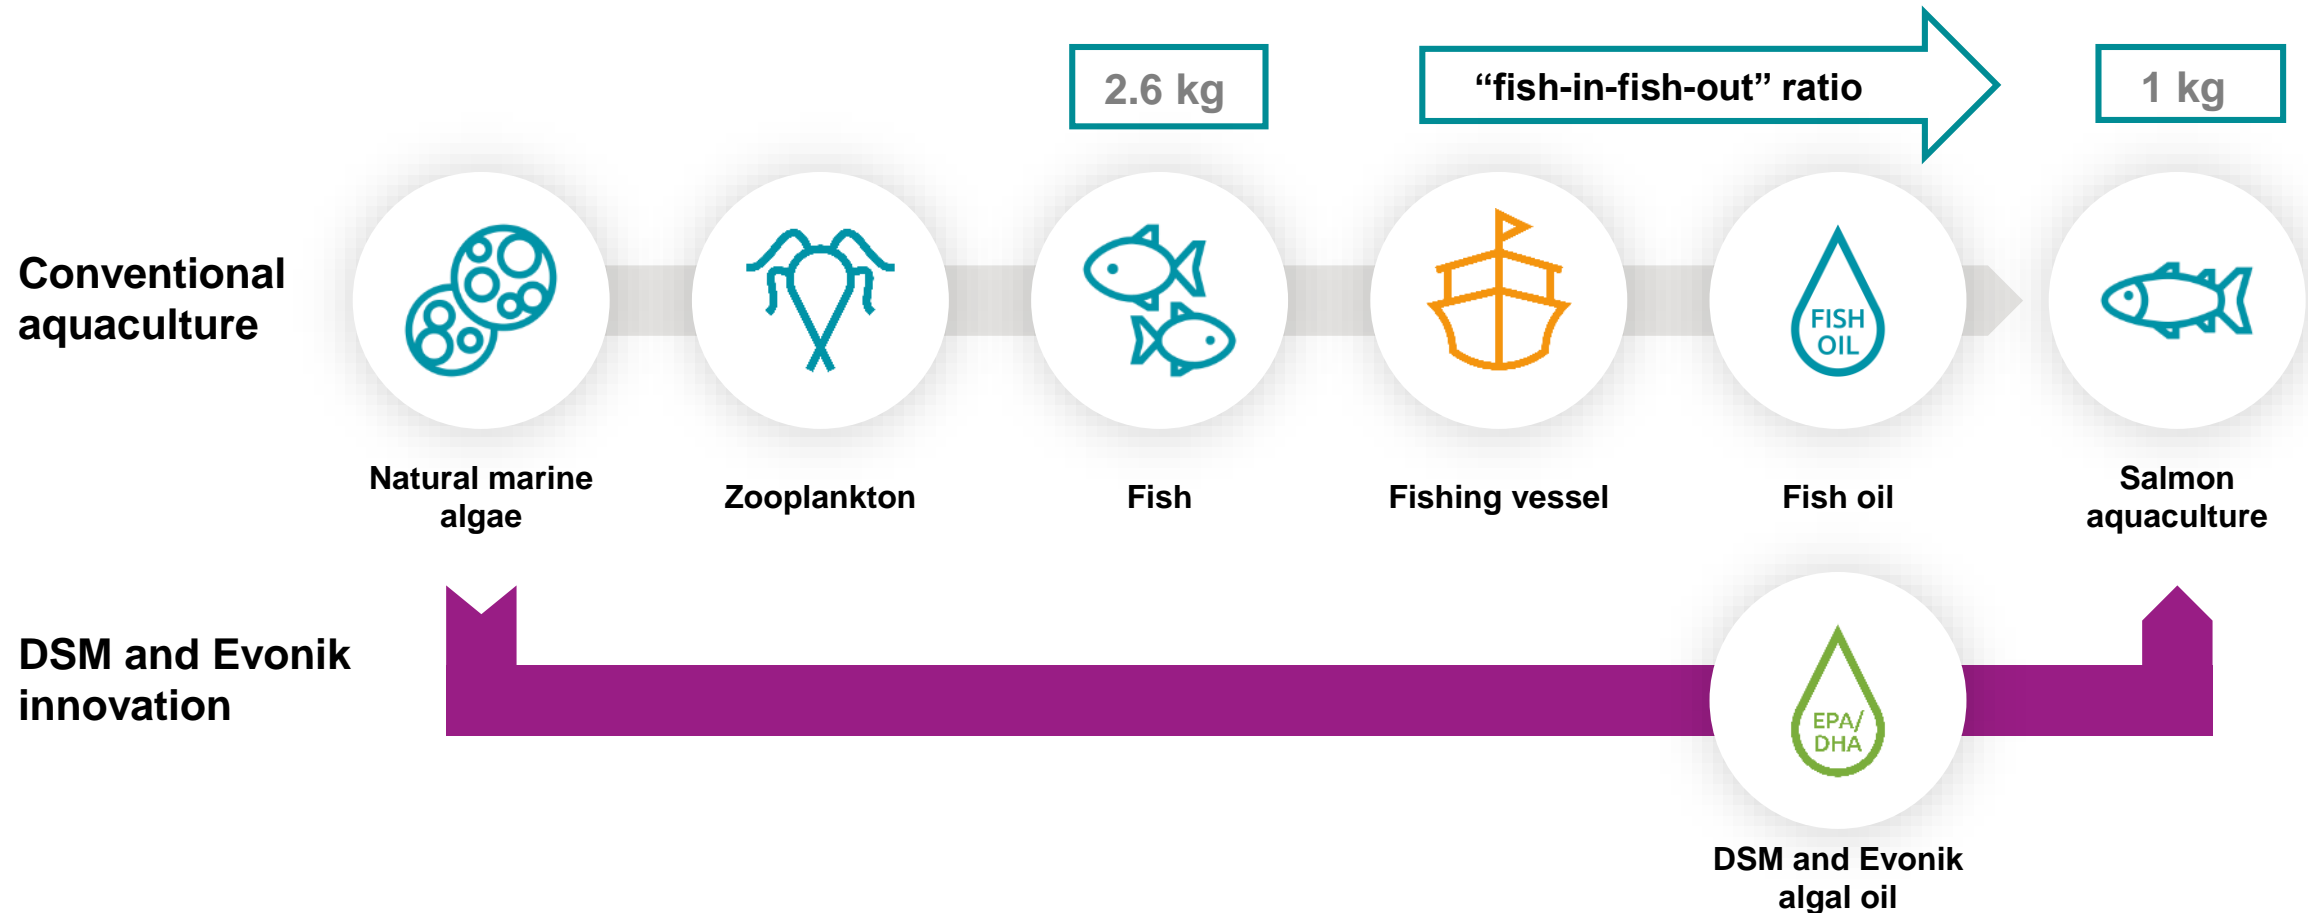 2.6 kg
“fish-in-fish-out” ratio
1 kg
Conventional
aquaculture
FISH
OIL
Natural marine
algae
Zooplankton
Fish
Fishing vessel
Fish oil
Salmon
aquaculture
DSM and Evonik
innovation
EPA/
DHA
DSM and Evonik
algal oil